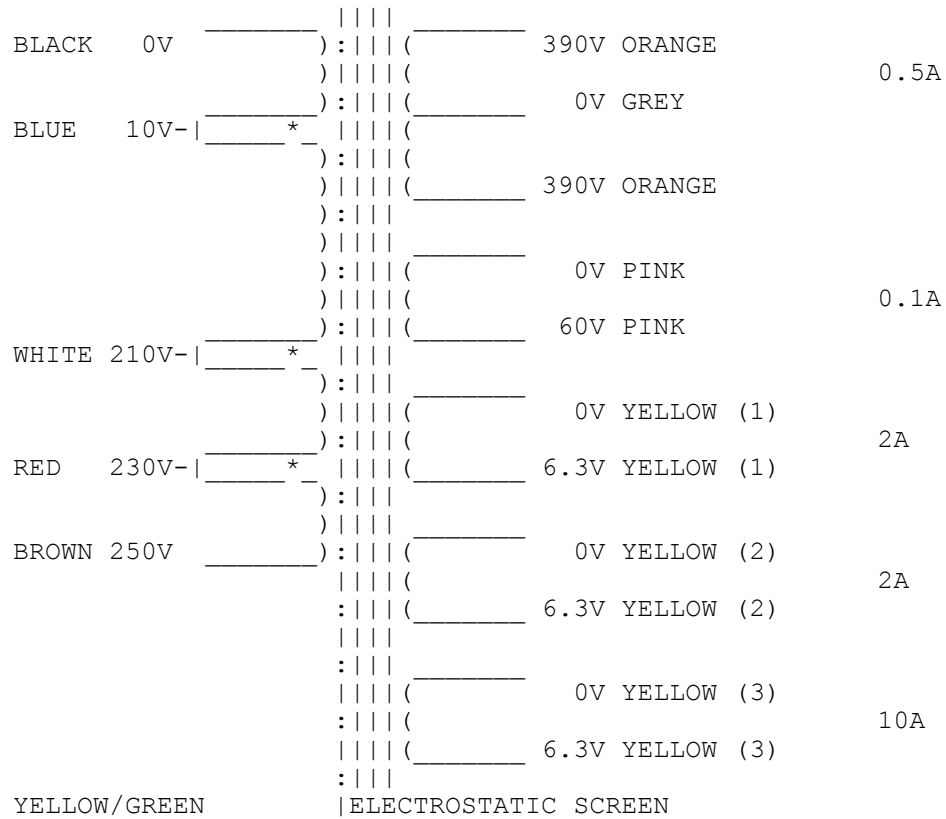 BLACK 0V 390V ORANGE
0.5A
0V GREY
BLUE 10V
390V ORANGE
0V PINK
0.1A
60V PINK
WHITE 210V
0V YELLOW (1)
2A
RED 230V 6.3V YELLOW (1)
BROWN 250V 0V YELLOW (2)
2A
6.3V YELLOW (2)
0V YELLOW (3)
10A
6.3V YELLOW (3)
YELLOW/GREEN ELECTROSTATIC SCREEN